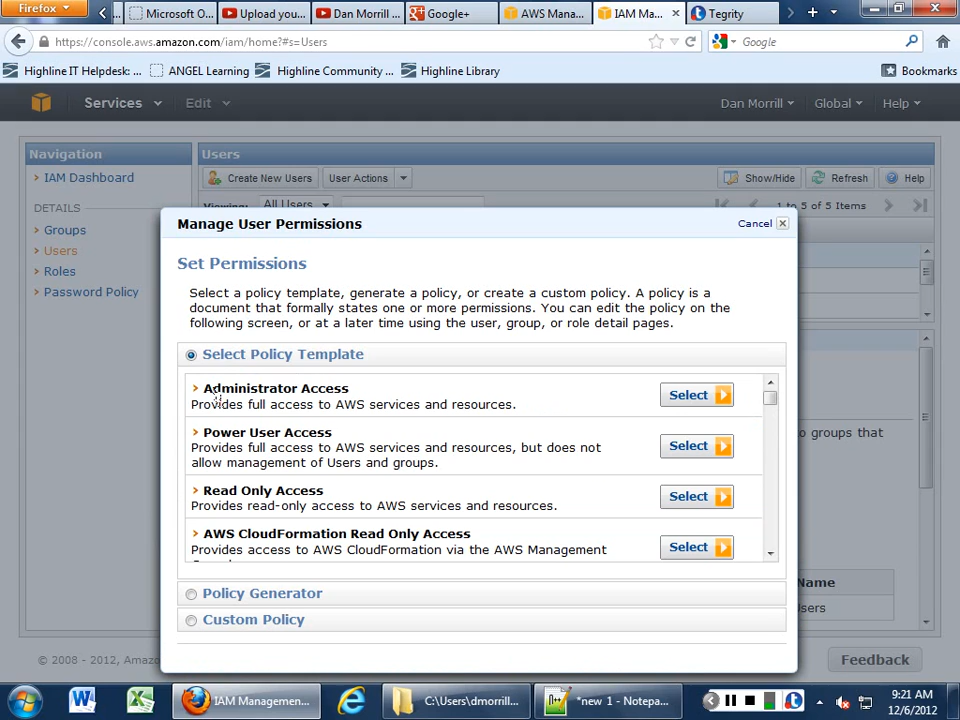 Firefox
Microsoft O...
Upload you...
Dan Morrill ...
Google+
AWS Mana...
IAM Ma...
Tegrity
https://console.aws.amazon.com/iam/home?#s=Users
Google
Highline IT Helpdesk: ...
ANGEL Learning
Highline Community ...
Highline Library
Bookmarks
Services
Edit
Dan Morrill
Global
Help
Navigation
IAM Dashboard
DETAILS
Groups
Users
Roles
Password Policy
Users
Create New Users
User Actions
Show/Hide
Refresh
Help
Viewing:
All Users
1 to 5 of 5 Items
Manage User Permissions
Cancel
Set Permissions
Select a policy template, generate a policy, or create a custom policy. A policy is a
document that formally states one or more permissions. You can edit the policy on the
following screen, or at a later time using the user, group, or role detail pages.
Select Policy Template
Administrator Access
Provides full access to AWS services and resources.
Select
Power User Access
Provides full access to AWS services and resources, but does not
allow management of Users and groups.
Select
Read Only Access
Provides read-only access to AWS services and resources.
Select
AWS CloudFormation Read Only Access
Provides access to AWS CloudFormation via the AWS Management
Select
Policy Generator
Custom Policy
o groups that
Name
Users
© 2008 - 2012, Amazo
Feedback
IAM Managemen...
C:\Users\dmorrill...
*new 1 - Notepa...
9:21 AM
12/6/2012